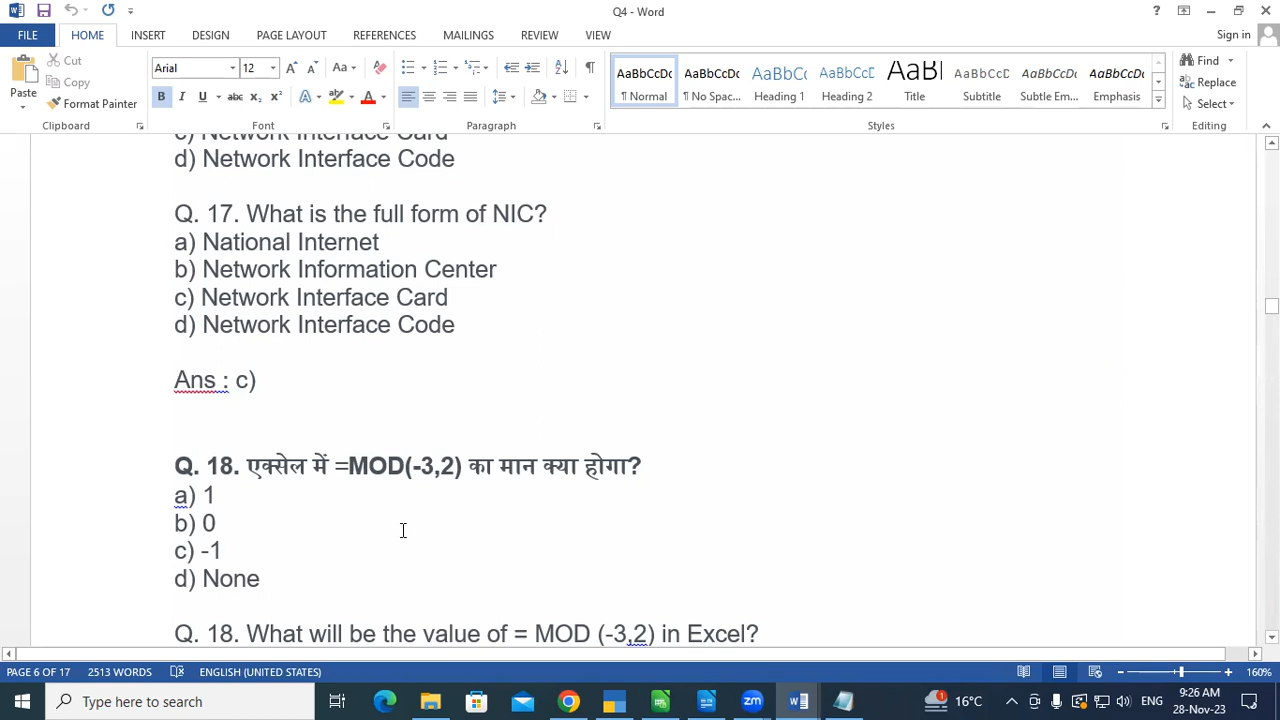 Q4 - Word
Sign in
FILE HOME INSERT DESIGN PAGE LAYOUT REFERENCES MAILINGS REVIEW VIEW
Paste
Cut
Copy
Format Painter
Clipboard
Arial 12
Font
Paragraph
AaBbCcDc AaBbCcDc AaBbCc AaBbCcC AaBl AaBbCcD AaBbCcDc AaBbCcDc
¶ Normal ¶ No Spac... Heading 1 Heading 2 Title Subtitle Subtle Em... Emphasis
Styles
Find
Replace
Select
Editing
c) Network Interface Card
d) Network Interface Code
Q. 17. What is the full form of NIC?
a) National Internet
b) Network Information Center
c) Network Interface Card
d) Network Interface Code
Ans : c)
Q. 18. एक्सेल में =MOD(-3,2) का मान क्या होगा?
a) 1
b) 0
c) -1
d) None
Q. 18. What will be the value of = MOD (-3,2) in Excel?
PAGE 6 OF 17 2513 WORDS ENGLISH (UNITED STATES) 160%
Type here to search
16°C ENG 9:26 AM
28-Nov-23